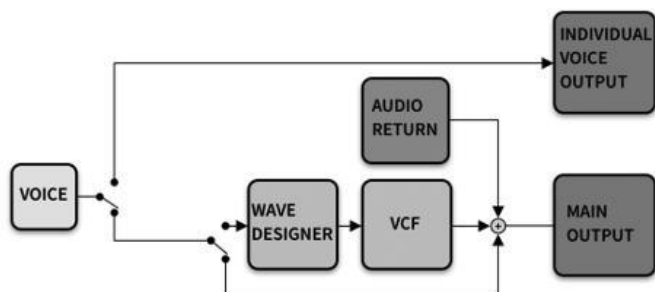 INDIVIDUAL
VOICE
OUTPUT
AUDIO
RETURN
VOICE
WAVE
DESIGNER
VCF
MAIN
OUTPUT